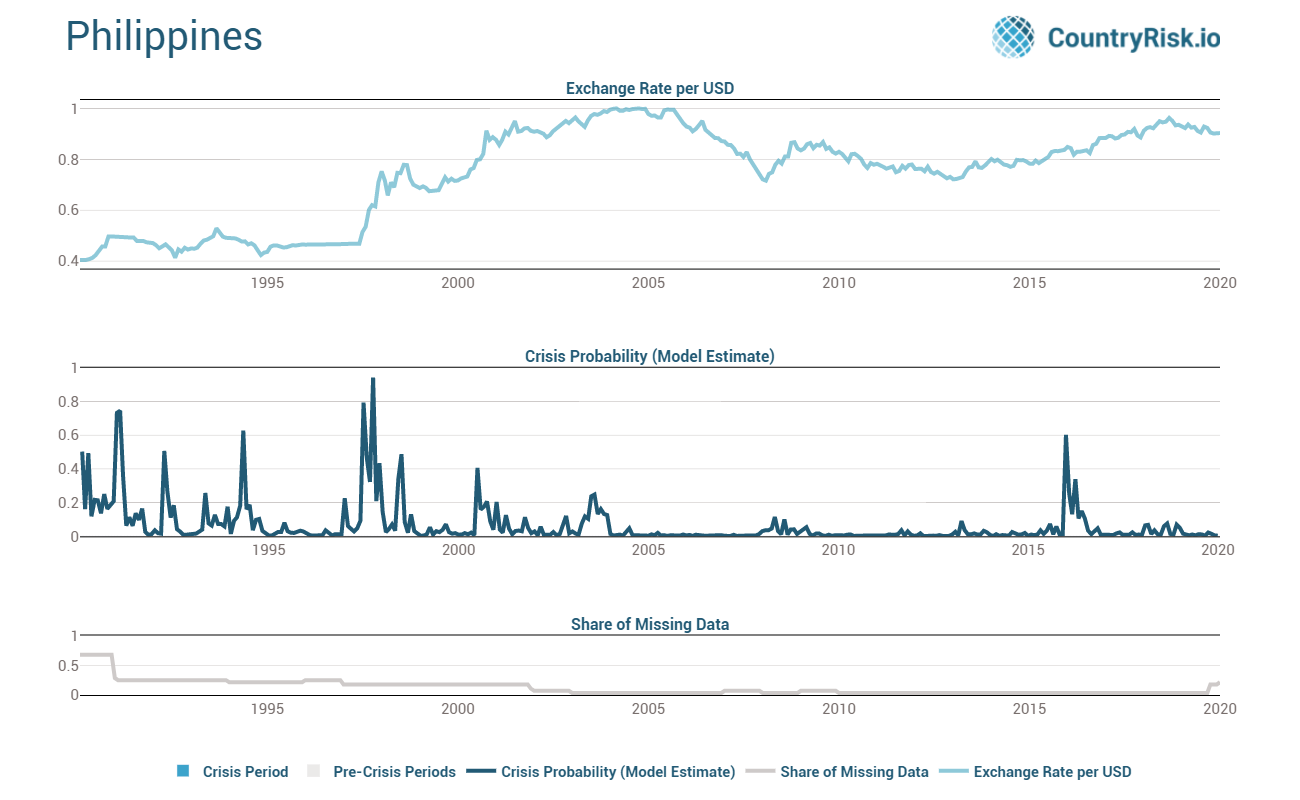 Philippines
CountryRisk.io
Exchange Rate per USD
1
0.8
0.6
0.4
1995 2000 2005 2010 2015 2020
Crisis Probability (Model Estimate)
1
0.8
0.6
0.4
0.2
0
1995 2000 2005 2010 2015 2020
Share of Missing Data
1
0.5
0
1995 2000 2005 2010 2015 2020
Crisis Period Pre-Crisis Periods Crisis Probability (Model Estimate) Share of Missing Data Exchange Rate per USD